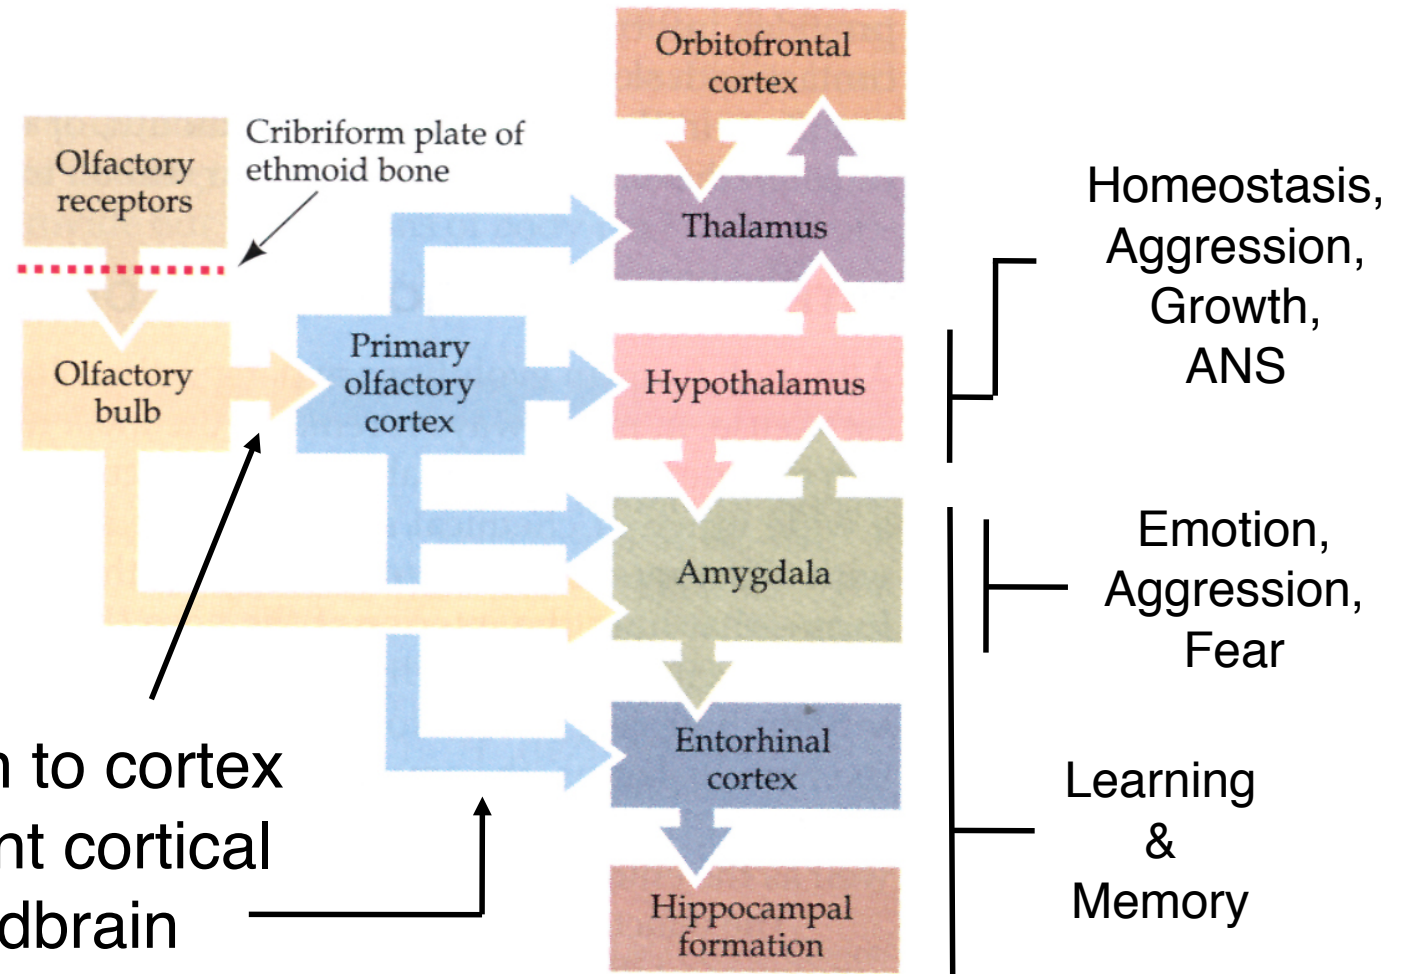 Orbitofrontal
cortex
Cribriform plate of
ethmoid bone
Olfactory
receptors
Thalamus
Homeostasis,
Aggression,
Growth,
ANS
Olfactory
bulb
Primary
olfactory
cortex
Hypothalamus
Amygdala
Emotion,
Aggression,
Fear
Entorhinal
cortex
to cortex
cortical
Learning
&
Memory
Hippocampal
formation